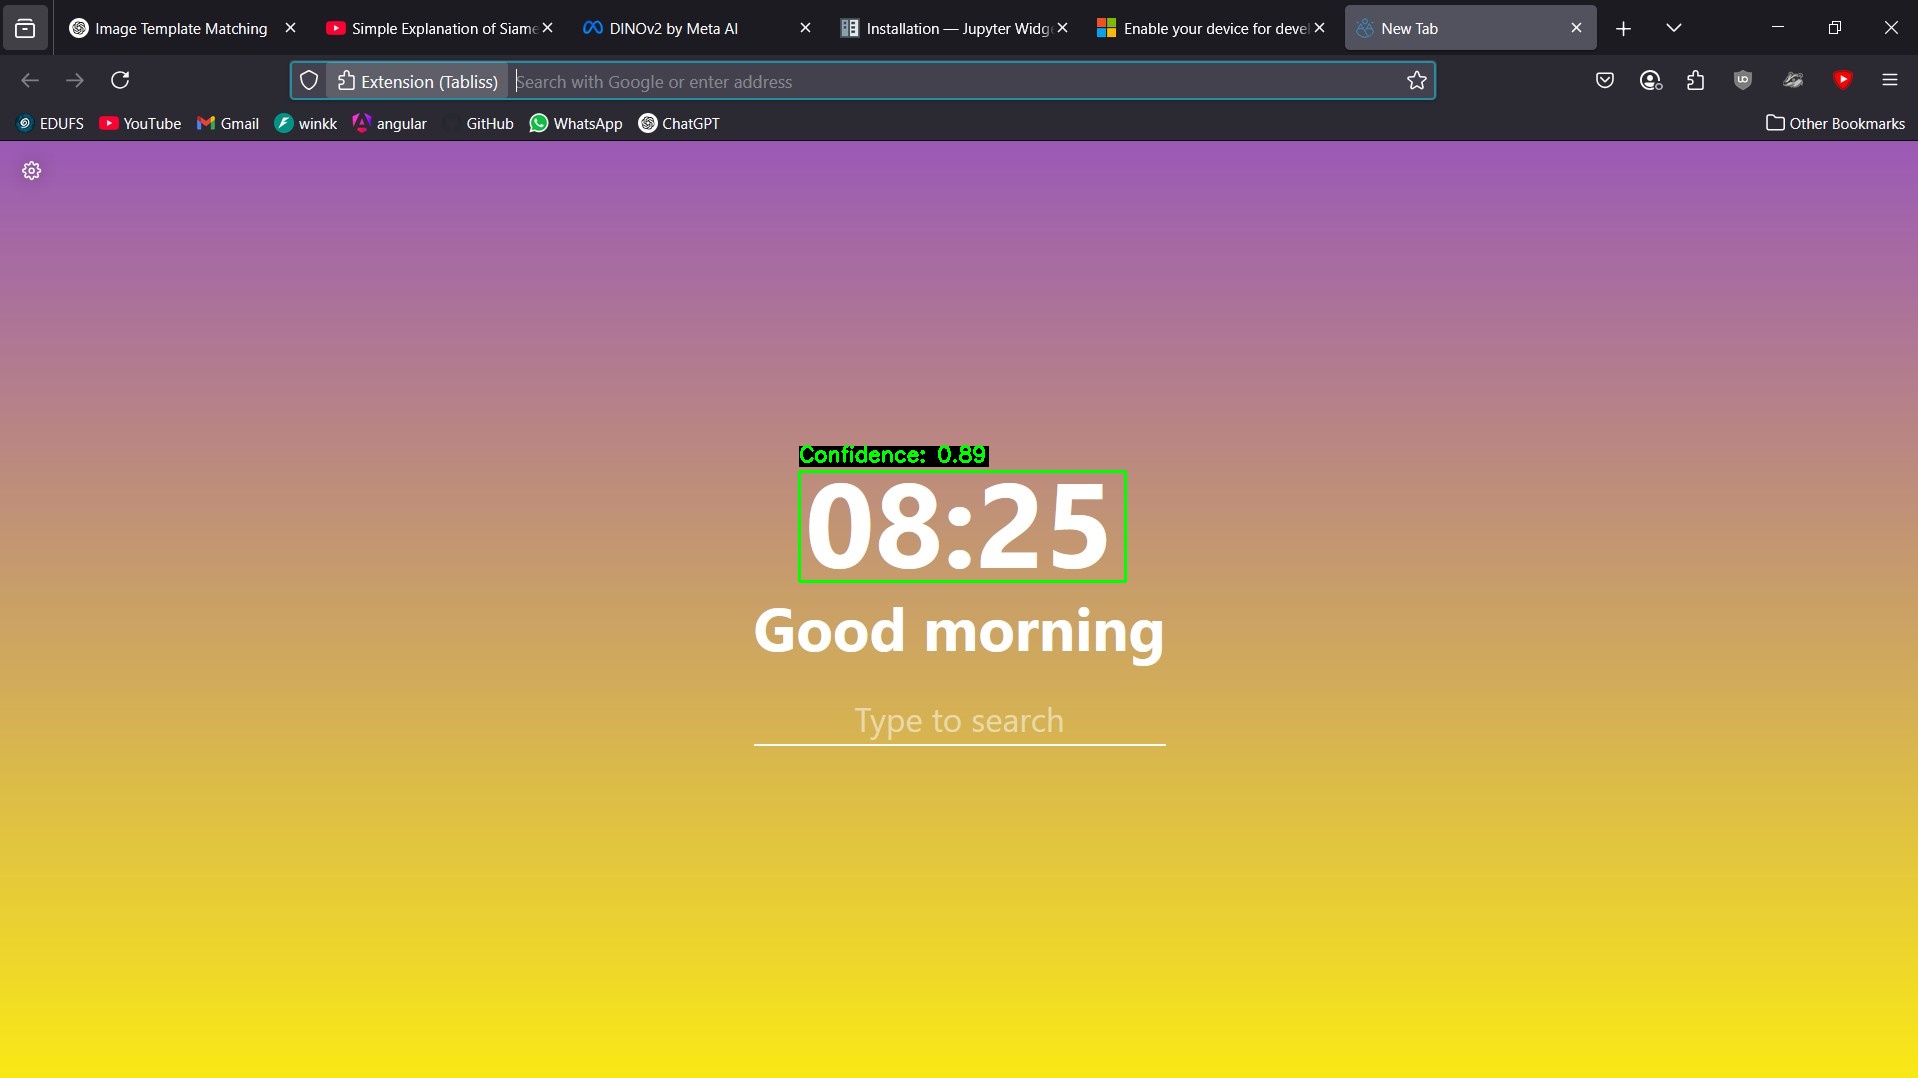 Image Template Matching
Simple Explanation of Siame
DINOv2 by Meta AI
Installation — Jupyter Widge
Enable your device for devel
New Tab
Extension (Tabliss)
Search with Google or enter address
EDUFS
YouTube
Gmail
winkk
angular
GitHub
WhatsApp
ChatGPT
Other Bookmarks
Confidence: 0.89
08:25
Good morning
Type to search